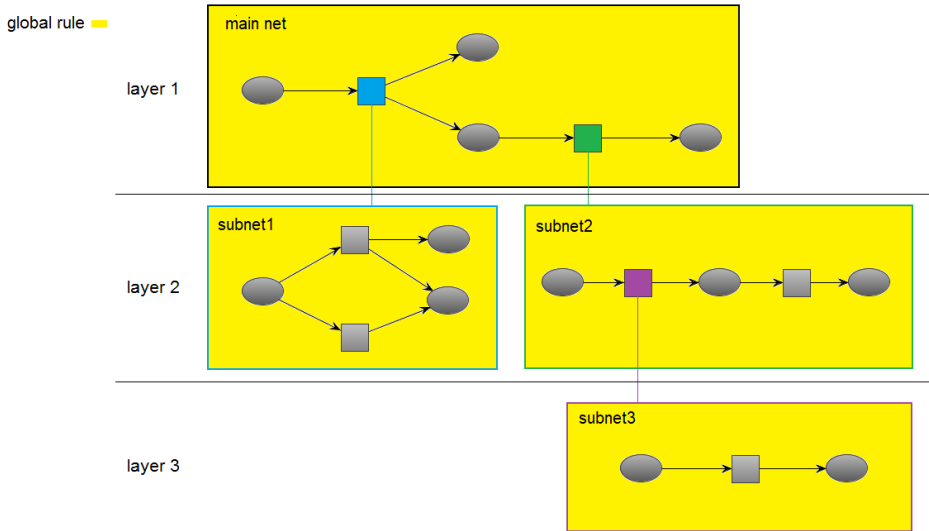 global rule
main net
layer 1
subnet1
subnet2
layer 2
subnet3
layer 3